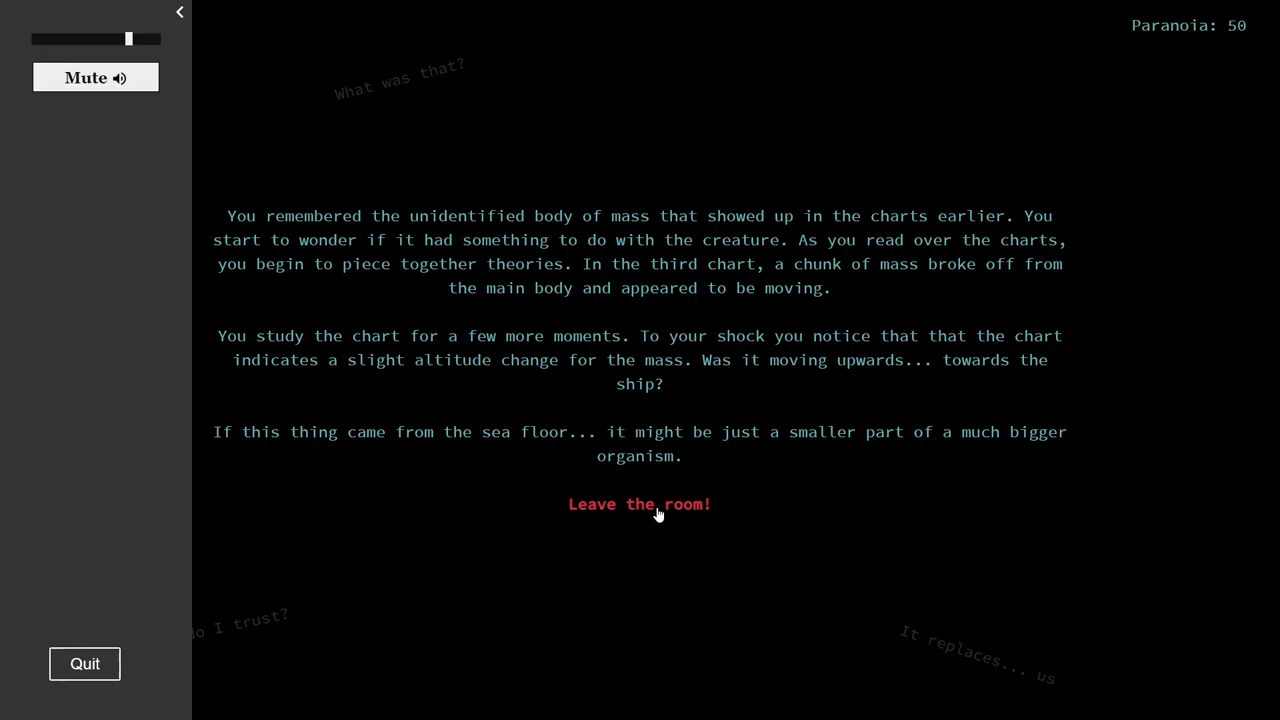 Paranoia: 50
Mute
What was that?
You remembered the unidentified body of mass that showed up in the charts earlier. You
start to wonder if it had something to do with the creature. As you read over the charts,
you begin to piece together theories. In the third chart, a chunk of mass broke off from
the main body and appeared to be moving.
You study the chart for a few more moments. To your shock you notice that that the chart
indicates a slight altitude change for the mass. Was it moving upwards... towards the
ship?
If this thing came from the sea floor... it might be just a smaller part of a much bigger
organism.
Leave the room!
do I trust?
It replaces... us
Quit